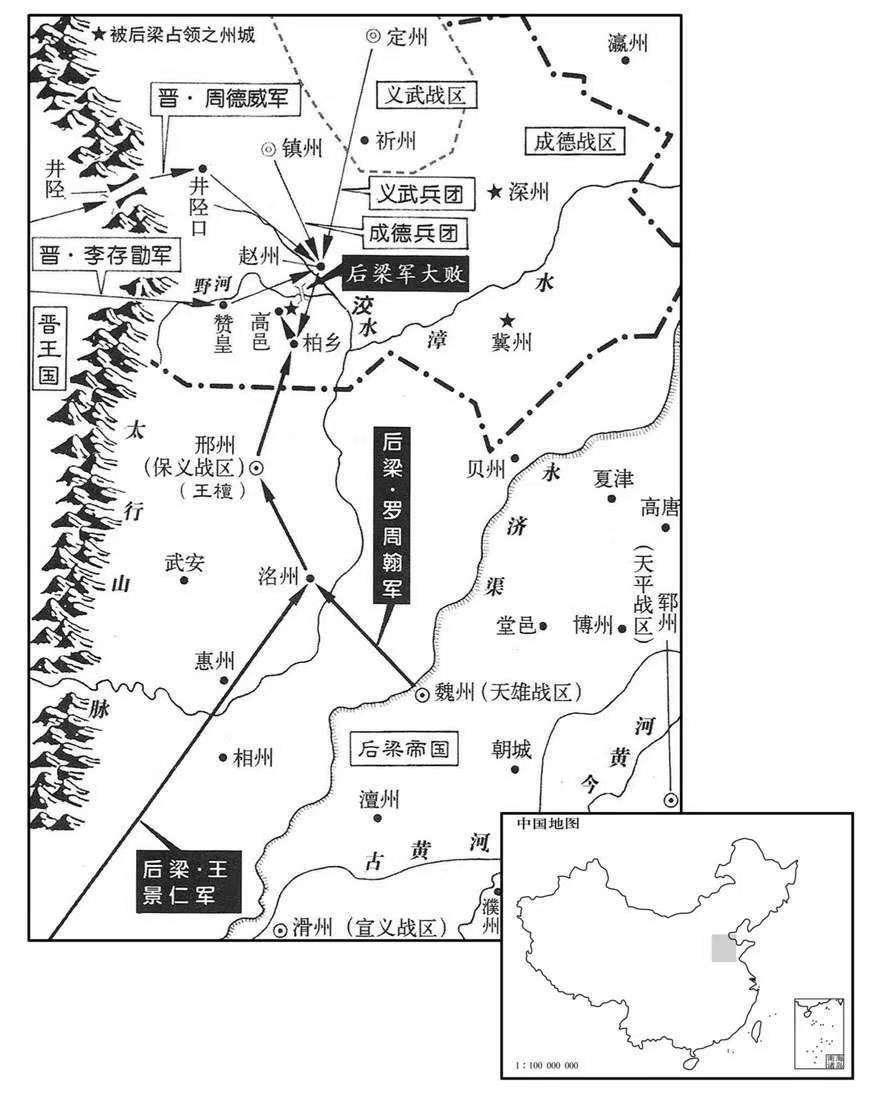 ★被后梁占领之州城
定州
瀛州
晋·周德威军
义武战区
镇州
祈州
成德战区
井陉
井陉口
义武兵团
深州
成德兵团
晋·李存勖军
赵州
后梁军大败
野河
洨水
水
漳
冀州
晋王国
赞皇
高邑
柏乡
太
行
山
脉
邢州
(保义战区)
(王檀)
后梁·罗周翰军
贝州
永
济
渠
夏津
高唐
武安
洺州
(天平战区)
郓州
堂邑
博州
惠州
魏州(天雄战区)
后梁帝国
相州
朝城
河
黄
今
澶州
古黄河
后梁·王
景仁军
滑州(宣义战区)
濮州
中国地图
1:100 000 000
南海
诸岛